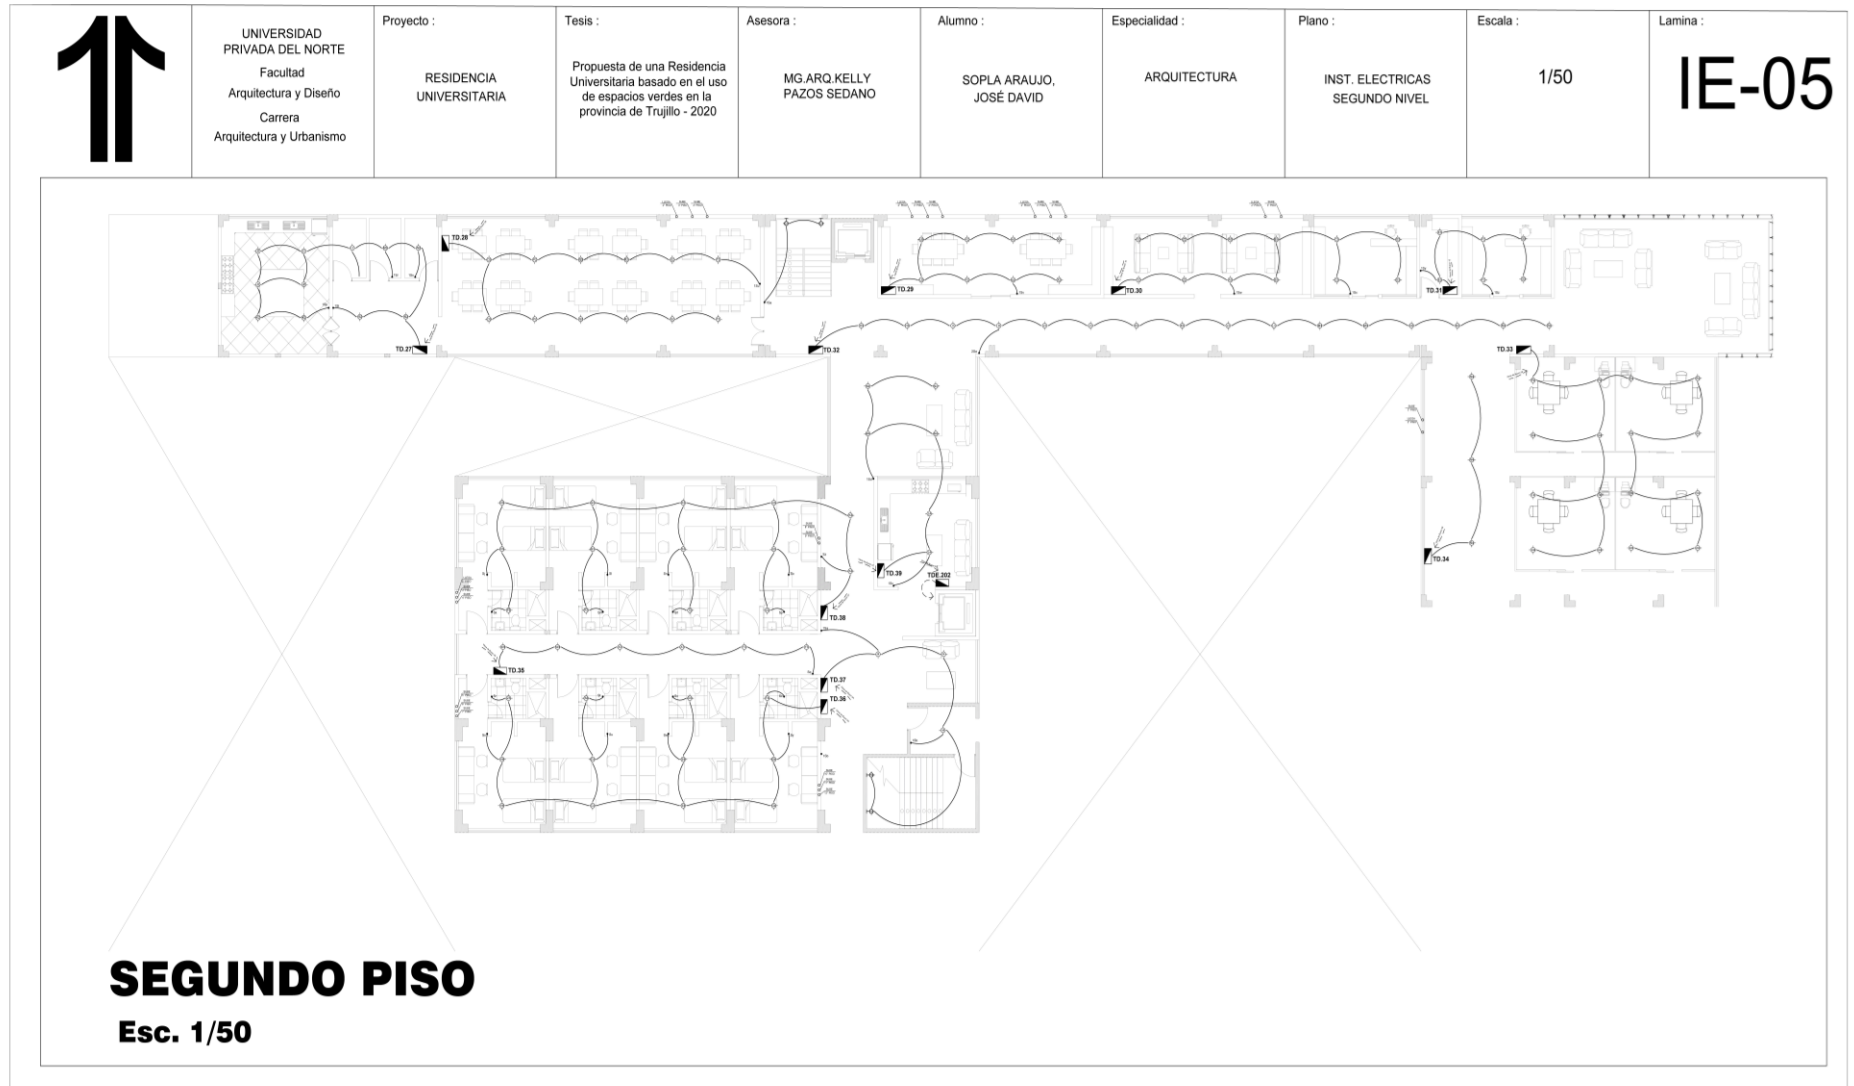 UNIVERSIDAD
PRIVADA DEL NORTE
Facultad
Arquitectura y Diseño
Carrera
Arquitectura y Urbanismo
Proyecto :
RESIDENCIA
UNIVERSITARIA
Tesis :
Propuesta de una Residencia
Universitaria basado en el uso
de espacios verdes en la
provincia de Trujillo - 2020
Asesora :
MG.ARQ.KELLY
PAZOS SEDANO
Alumno :
SOPLA ARAUJO,
JOSÉ DAVID
Especialidad :
ARQUITECTURA
Plano :
INST. ELECTRICAS
SEGUNDO NIVEL
Escala :
1/50
Lamina :
IE-05
TD.28
TD.29
TD.30
TD.31
TD.27
TD.32
TD.33
TD.34
TD.39
TDE.202
TD.38
TD.35
TD.37
TD.36
SEGUNDO PISO
Esc. 1/50